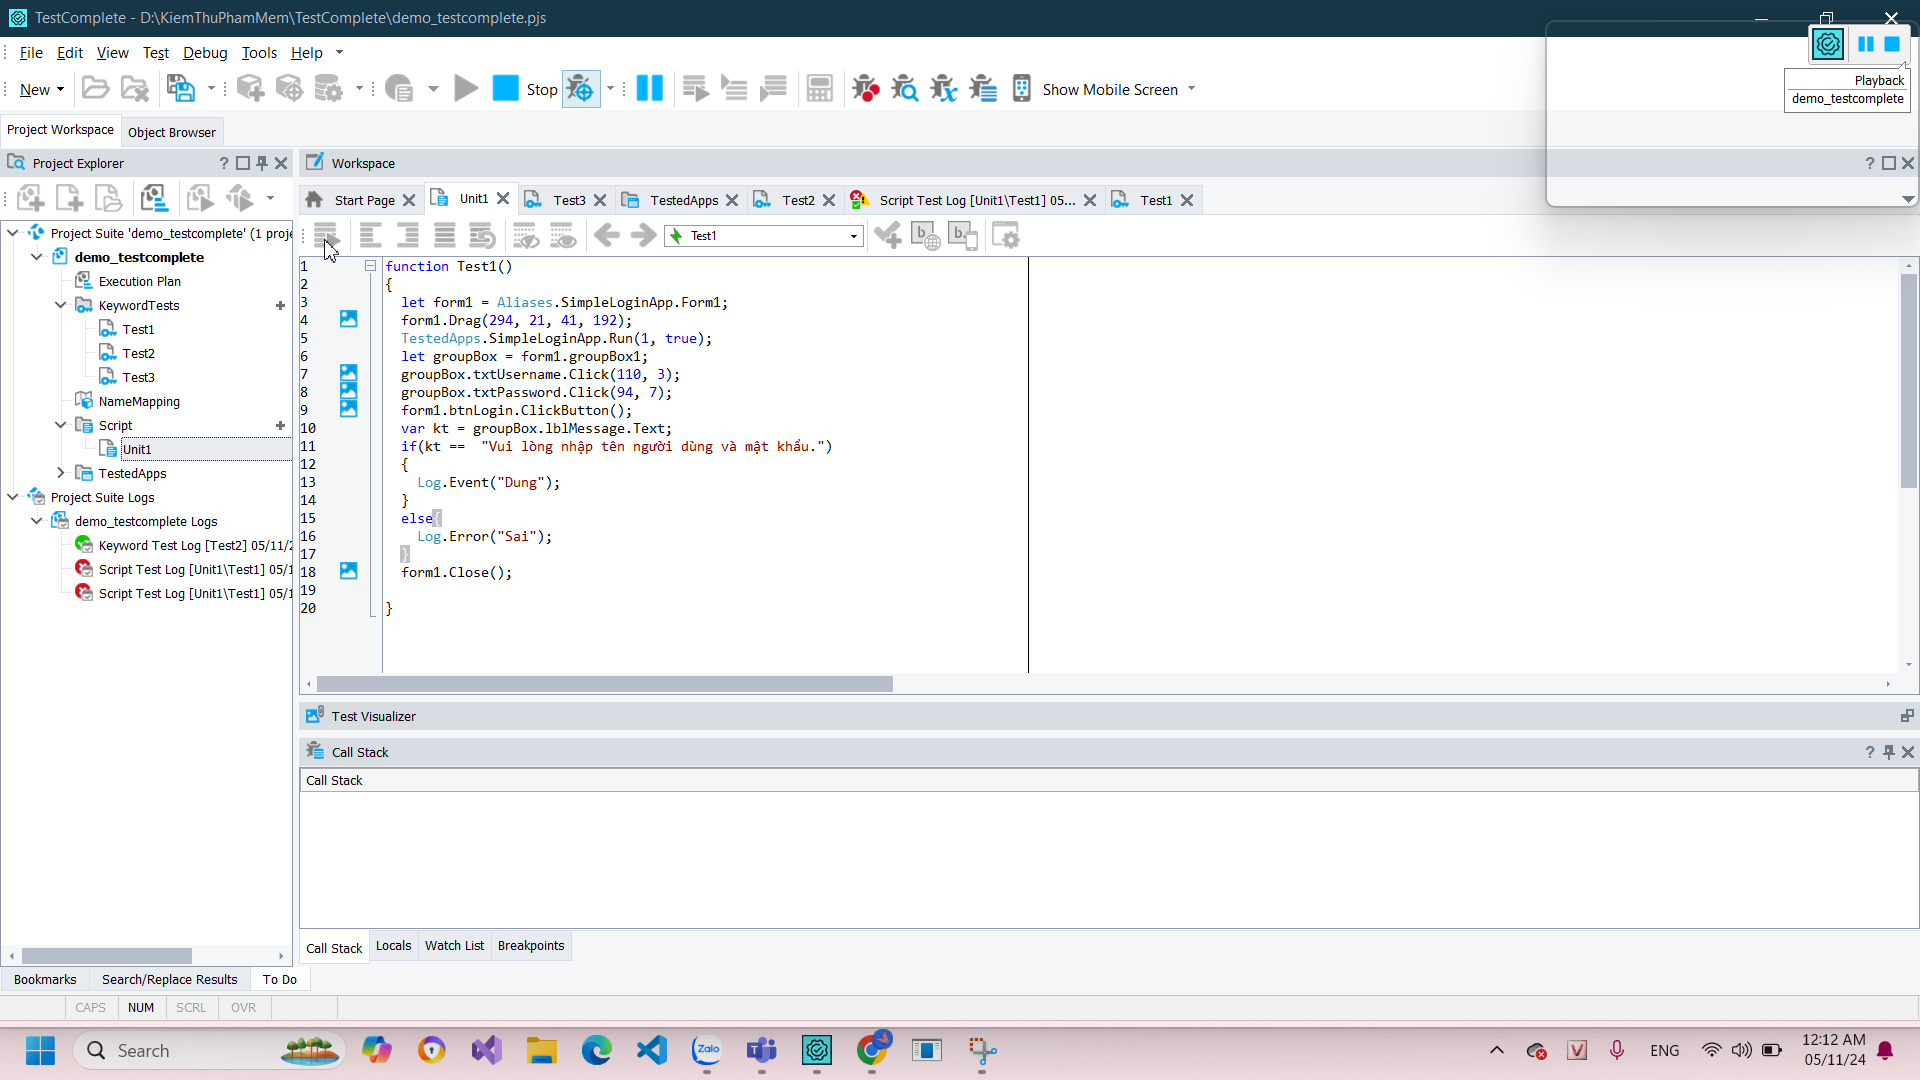 TestComplete - D:\KiemThuPhamMem\TestComplete\demo_testcomplete.pjs
File Edit View Test Debug Tools Help
New Stop Show Mobile Screen
Playback
demo_testcomplete
Project Workspace Object Browser
Project Explorer
Workspace
Start Page Unit1 Test3 TestedApps Test2 Script Test Log [Unit1\Test1] 05... Test1
Test1
Project Suite 'demo_testcomplete' (1 proje
demo_testcomplete
Execution Plan
KeywordTests
Test1
Test2
Test3
NameMapping
Script
Unit1
TestedApps
Project Suite Logs
demo_testcomplete Logs
Keyword Test Log [Test2] 05/11/2
Script Test Log [Unit1\Test1] 05/1
Script Test Log [Unit1\Test1] 05/1
1 function Test1()
2 {
3 let form1 = Aliases.SimpleLoginApp.Form1;
4 form1.Drag(294, 21, 41, 192);
5 TestedApps.SimpleLoginApp.Run(1, true);
6 let groupBox = form1.groupBox1;
7 groupBox.txtUsername.Click(110, 3);
8 groupBox.txtPassword.Click(94, 7);
9 form1.btnLogin.ClickButton();
10 var kt = groupBox.lblMessage.Text;
11 if(kt == "Vui lòng nhập tên người dùng và mật khẩu.")
12 {
13 Log.Event("Dung");
14 }
15 else{
16 Log.Error("Sai");
17 }
18 form1.Close();
19
20 }
Test Visualizer
Call Stack
Call Stack
Call Stack Locals Watch List Breakpoints
Bookmarks Search/Replace Results To Do
CAPS NUM SCRL OVR
Search
Zalo
ENG
12:12 AM
05/11/24